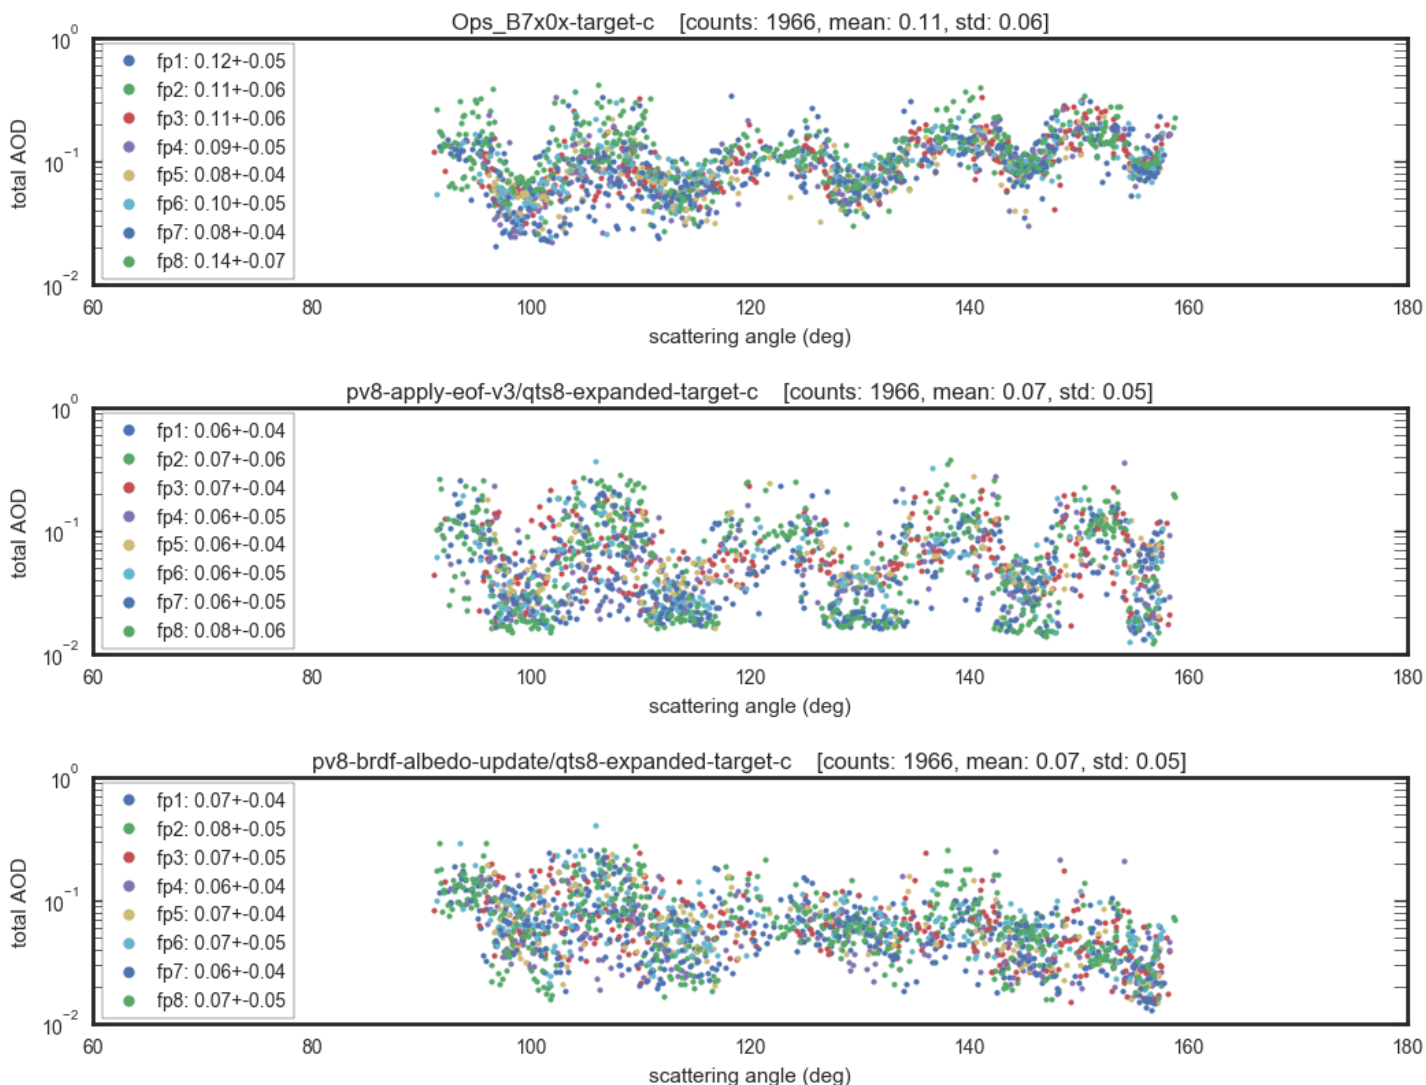 Ops_B7x0x-target-c [counts: 1966, mean: 0.11, std: 0.06]
10^0
10^-1
10^-2
total AOD
fp1: 0.12+-0.05
fp2: 0.11+-0.06
fp3: 0.11+-0.06
fp4: 0.09+-0.05
fp5: 0.08+-0.04
fp6: 0.10+-0.05
fp7: 0.08+-0.04
fp8: 0.14+-0.07
60 80 100 120 140 160 180
scattering angle (deg)
pv8-apply-eof-v3/qts8-expanded-target-c [counts: 1966, mean: 0.07, std: 0.05]
10^0
10^-1
10^-2
total AOD
fp1: 0.06+-0.04
fp2: 0.07+-0.06
fp3: 0.07+-0.04
fp4: 0.06+-0.05
fp5: 0.06+-0.04
fp6: 0.06+-0.05
fp7: 0.06+-0.05
fp8: 0.08+-0.06
60 80 100 120 140 160 180
scattering angle (deg)
pv8-brdf-albedo-update/qts8-expanded-target-c [counts: 1966, mean: 0.07, std: 0.05]
10^0
10^-1
10^-2
total AOD
fp1: 0.07+-0.04
fp2: 0.08+-0.05
fp3: 0.07+-0.05
fp4: 0.06+-0.04
fp5: 0.07+-0.04
fp6: 0.07+-0.05
fp7: 0.06+-0.04
fp8: 0.07+-0.05
60 80 100 120 140 160 180
scattering angle (deg)